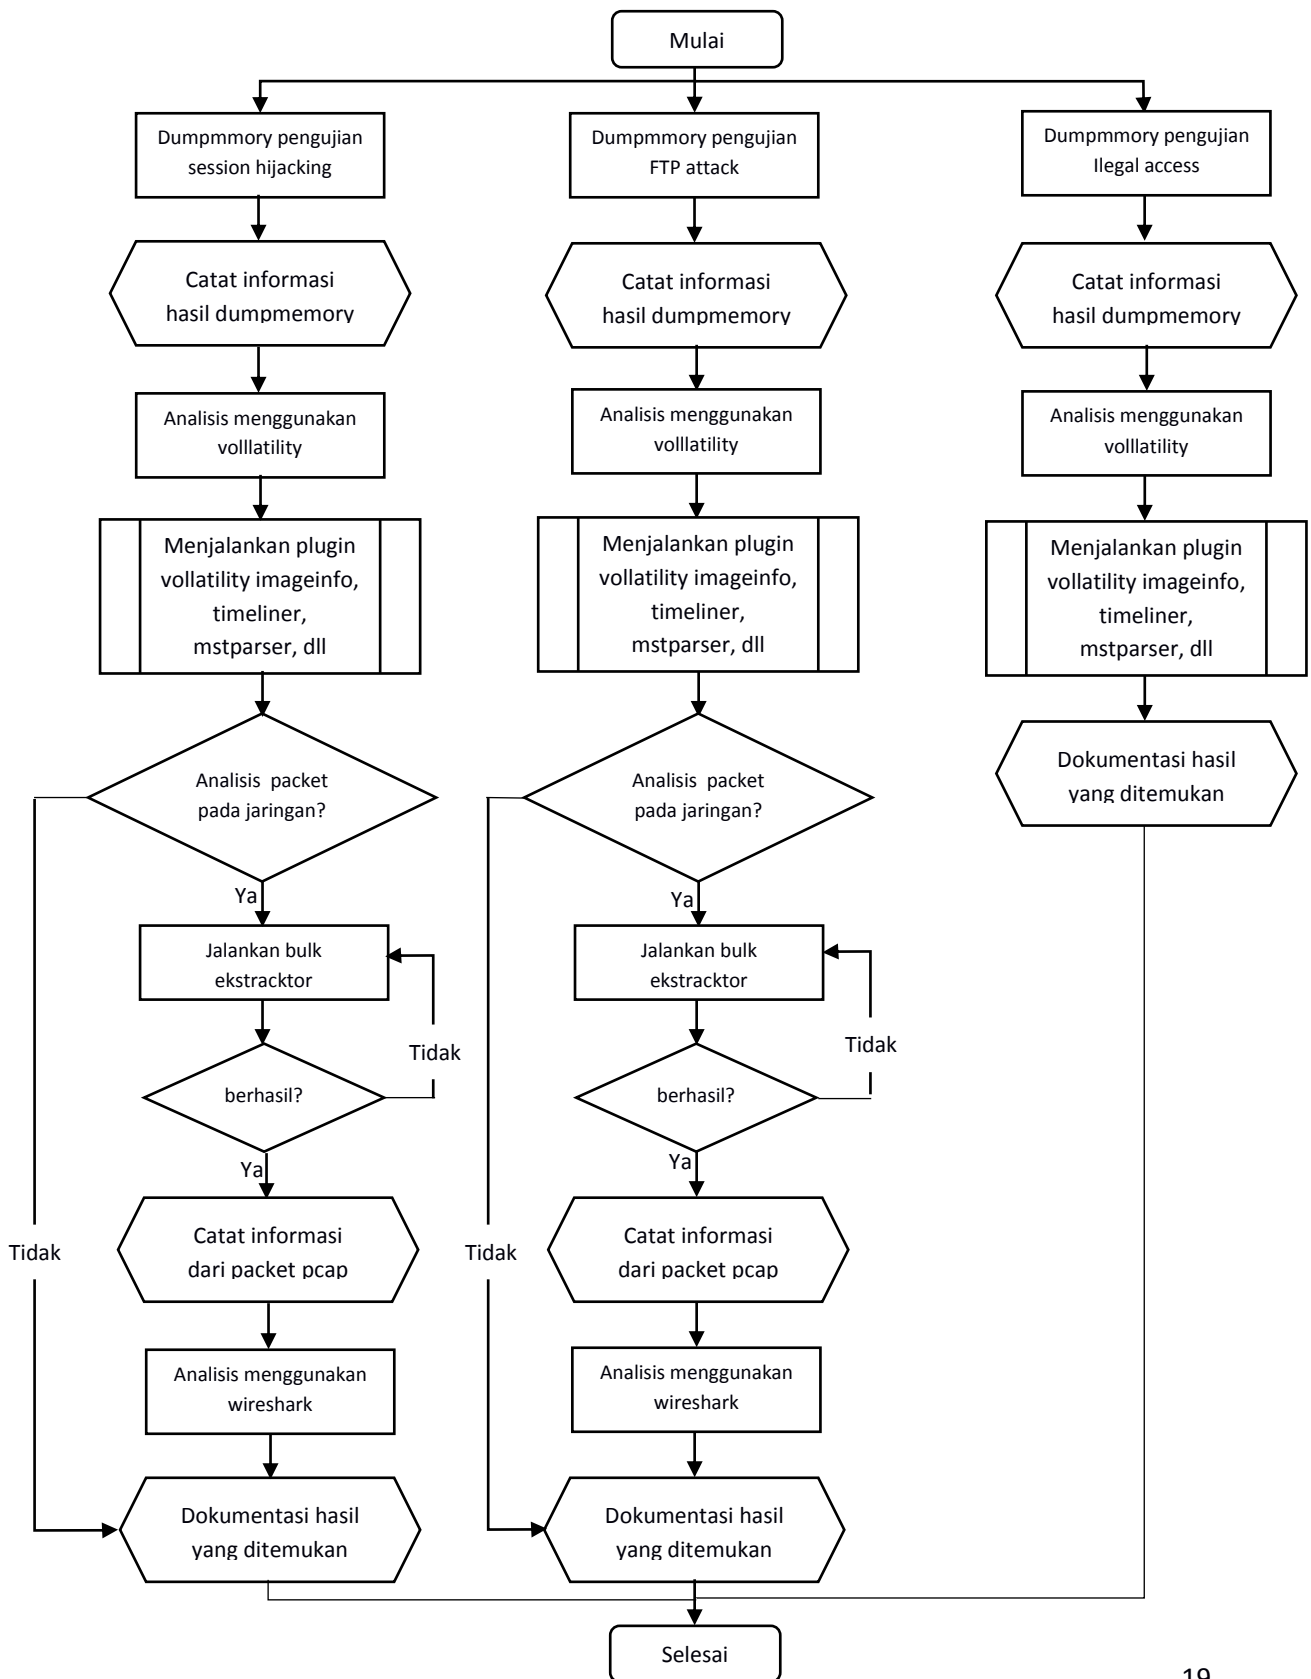 Mulai
Dumpmmory pengujian
session hijacking
Dumpmmory pengujian
FTP attack
Dumpmmory pengujian
Ilegal access
Catat informasi
hasil dumpmemory
Catat informasi
hasil dumpmemory
Catat informasi
hasil dumpmemory
Analisis menggunakan
volllatility
Analisis menggunakan
volllatility
Analisis menggunakan
volllatility
Menjalankan plugin
vollatility imageinfo,
timeliner,
mstparser, dll
Menjalankan plugin
vollatility imageinfo,
timeliner,
mstparser, dll
Menjalankan plugin
vollatility imageinfo,
timeliner,
mstparser, dll
Analisis packet
pada jaringan?
Analisis packet
pada jaringan?
Dokumentasi hasil
yang ditemukan
Ya
Ya
Jalankan bulk
ekstracktor
Jalankan bulk
ekstracktor
Tidak
Tidak
berhasil?
berhasil?
Ya
Ya
Tidak
Catat informasi
dari packet pcap
Tidak
Catat informasi
dari packet pcap
Analisis menggunakan
wireshark
Analisis menggunakan
wireshark
Dokumentasi hasil
yang ditemukan
Dokumentasi hasil
yang ditemukan
Selesai
19